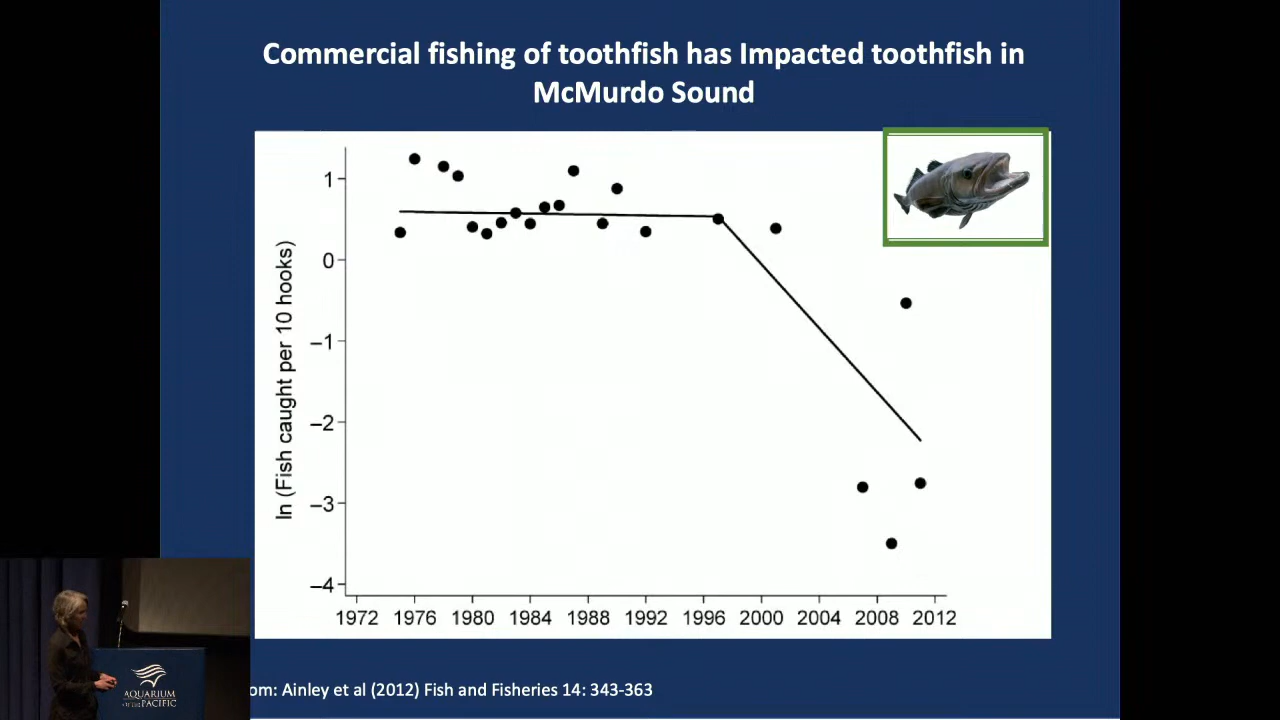 Commercial fishing of toothfish has Impacted toothfish in
McMurdo Sound
ln (Fish caught per 10 hooks)
1
0
–1
–2
–3
–4
1972 1976 1980 1984 1988 1992 1996 2000 2004 2008 2012
om: Ainley et al (2012) Fish and Fisheries 14: 343-363
AQUARIUM
OF THE PACIFIC